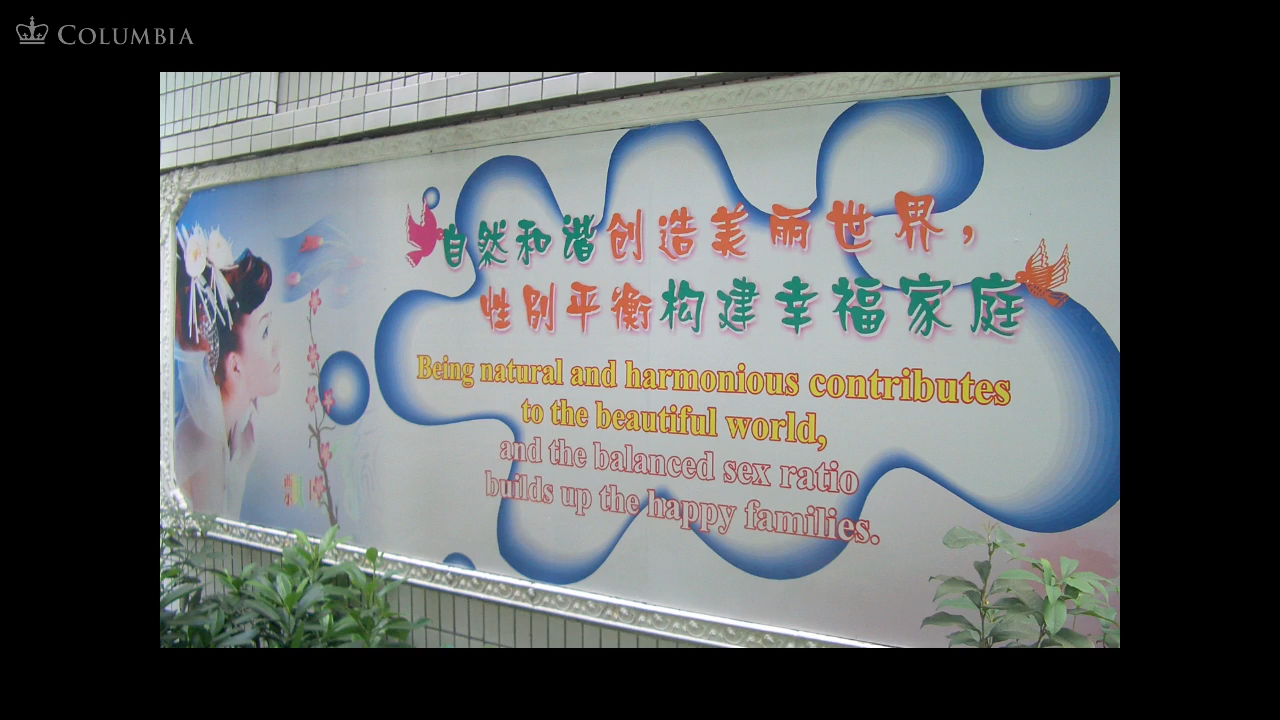 COLUMBIA
自然和谐创造美丽世界，
性别平衡构建幸福家庭
Being natural and harmonious contributes
to the beautiful world,
and the balanced sex ratio
builds up the happy families.